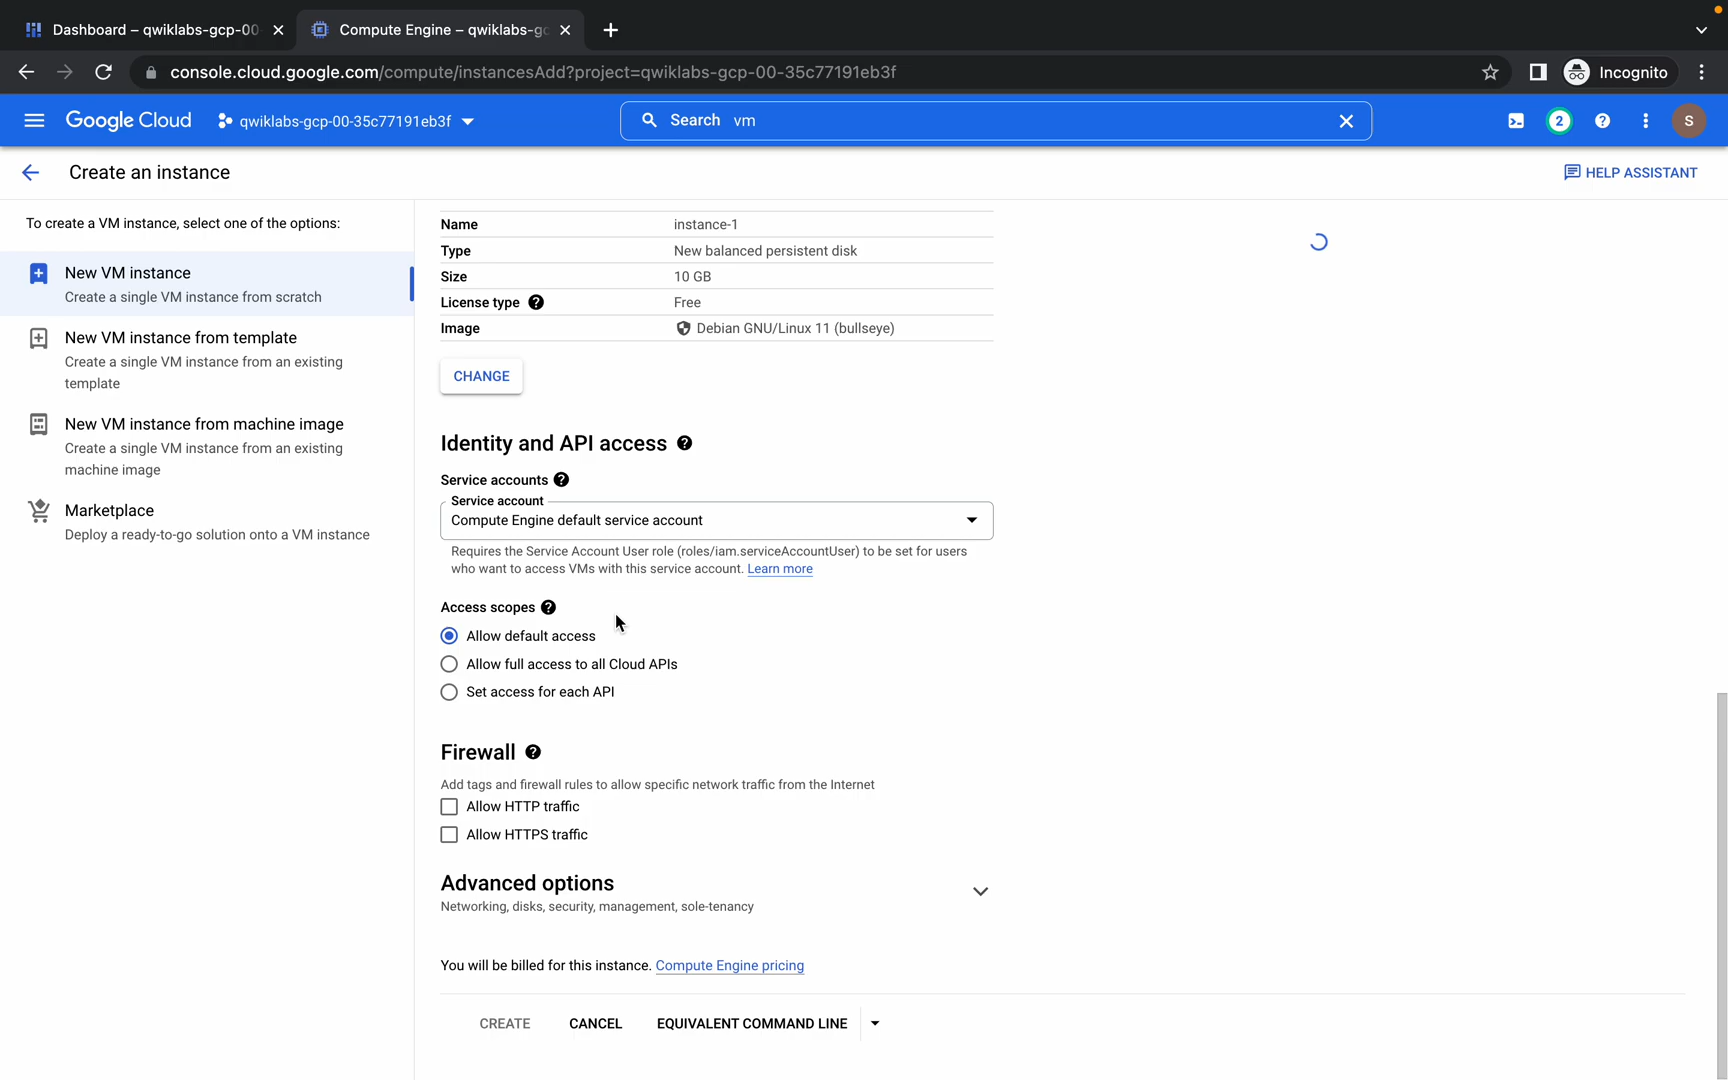 Dashboard – qwiklabs-gcp-00
Compute Engine – qwiklabs-gc
console.cloud.google.com/compute/instancesAdd?project=qwiklabs-gcp-00-35c77191eb3f
Incognito
Google Cloud
qwiklabs-gcp-00-35c77191eb3f
Search vm
2
S
Create an instance
HELP ASSISTANT
To create a VM instance, select one of the options:
New VM instance
Create a single VM instance from scratch
New VM instance from template
Create a single VM instance from an existing
template
New VM instance from machine image
Create a single VM instance from an existing
machine image
Marketplace
Deploy a ready-to-go solution onto a VM instance
Name instance-1
Type New balanced persistent disk
Size 10 GB
License type Free
Image Debian GNU/Linux 11 (bullseye)
CHANGE
Identity and API access
Service accounts
Service account
Compute Engine default service account
Requires the Service Account User role (roles/iam.serviceAccountUser) to be set for users
who want to access VMs with this service account. Learn more
Access scopes
Allow default access
Allow full access to all Cloud APIs
Set access for each API
Firewall
Add tags and firewall rules to allow specific network traffic from the Internet
Allow HTTP traffic
Allow HTTPS traffic
Advanced options
Networking, disks, security, management, sole-tenancy
You will be billed for this instance. Compute Engine pricing
CREATE
CANCEL
EQUIVALENT COMMAND LINE